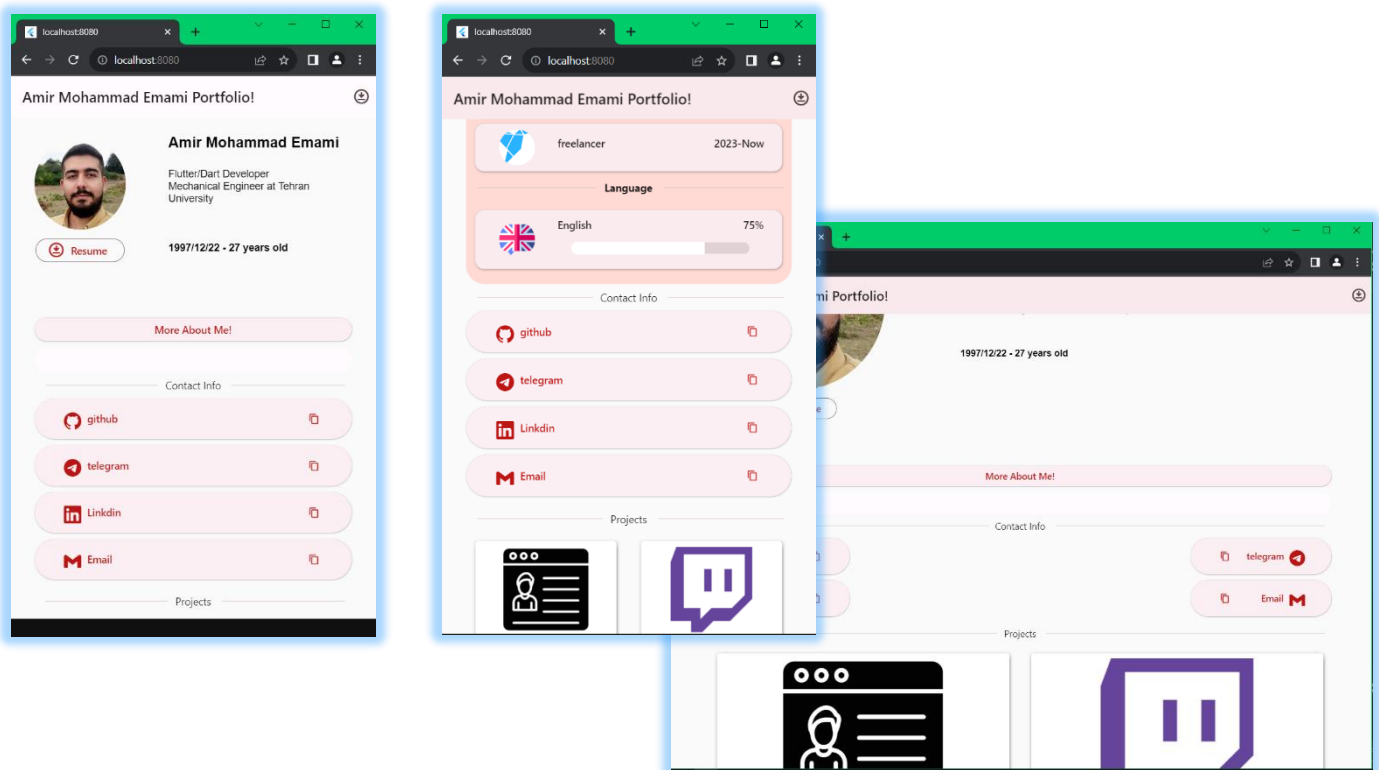 localhost:8080
localhost:8080
Amir Mohammad Emami Portfolio!
Amir Mohammad Emami
Flutter/Dart Developer
Mechanical Engineer at Tehran
University
Resume
1997/12/22 - 27 years old
More About Me!
Contact Info
github
telegram
Linkdin
Email
Projects
localhost:8080
localhost:8080
Amir Mohammad Emami Portfolio!
freelancer 2023-Now
Language
English 75%
Contact Info
github
telegram
Linkdin
Email
Projects
mi Portfolio!
1997/12/22 - 27 years old
e
More About Me!
Contact Info
telegram
Email
Projects